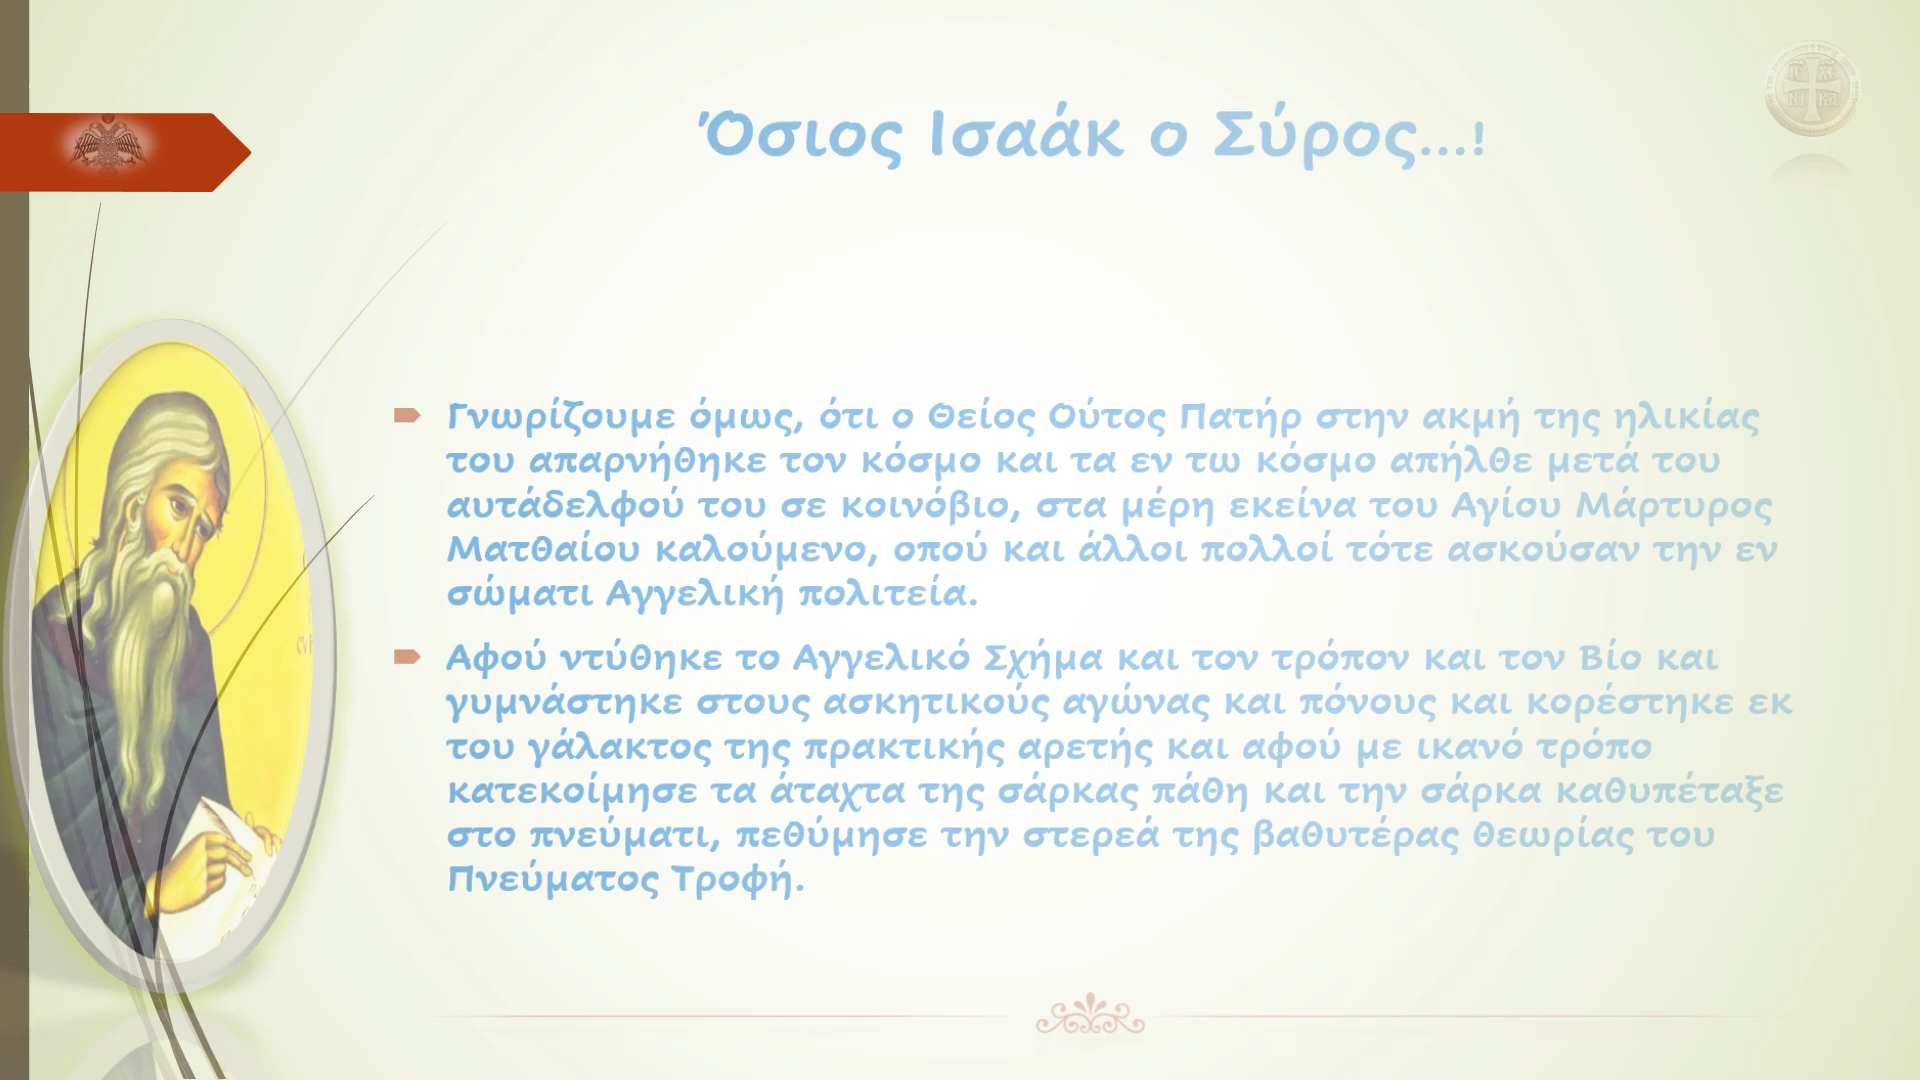 Όσιος Ισαάκ ο Σύρος...!
Γνωρίζουμε όμως, ότι ο Θείος Ούτος Πατήρ στην ακμή της ηλικίας
του απαρνήθηκε τον κόσμο και τα εν τω κόσμο απήλθε μετά του
αυτάδελφού του σε κοινόβιο, στα μέρη εκείνα του Αγίου Μάρτυρος
Ματθαίου καλούμενο, οπού και άλλοι πολλοί τότε ασκούσαν την εν
σώματι Αγγελική πολιτεία.
Αφού ντύθηκε το Αγγελικό Σχήμα και τον τρόπον και τον Βίο και
γυμνάστηκε στους ασκητικούς αγώνας και πόνους και κορέστηκε εκ
του γάλακτος της πρακτικής αρετής και αφού με ικανό τρόπο
κατεκοίμησε τα άταχτα της σάρκας πάθη και την σάρκα καθυπέταξε
στο πνεύματι, πεθύμησε την στερεά της βαθυτέρας θεωρίας του
Πνεύματος Τροφή.